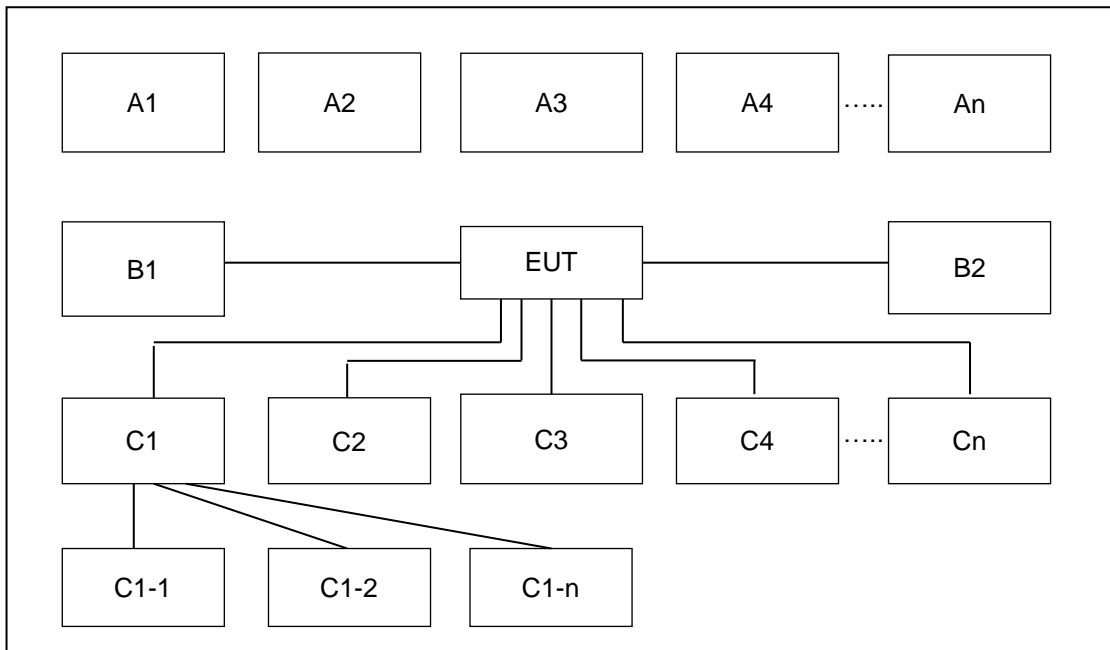 A1 A2 A3 A4 ..... An
B1 EUT B2
C1 C2 C3 C4 ..... Cn
C1-1 C1-2 C1-n